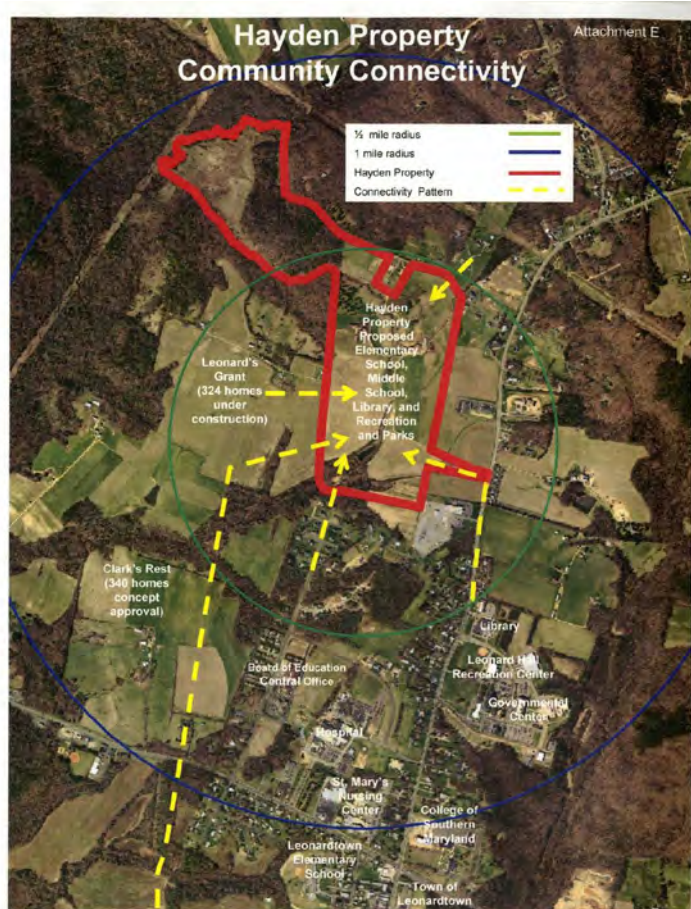 Hayden Property
Community Connectivity
Attachment E
½ mile radius
1 mile radius
Hayden Property
Connectivity Pattern
Hayden
Property
Proposed
Elementary
School,
Middle
School,
Library, and
Recreation
and Parks
Leonard's
Grant
(324 homes
under
construction)
Clark's Rest
(340 homes
concept
approval)
Library
Leonard Hall
Recreation Center
Governmental
Center
Board of Education
Central Office
Hospital
St. Mary's
Nursing
Center
College of
Southern
Maryland
Leonardtown
Elementary
School
Town of
Leonardtown